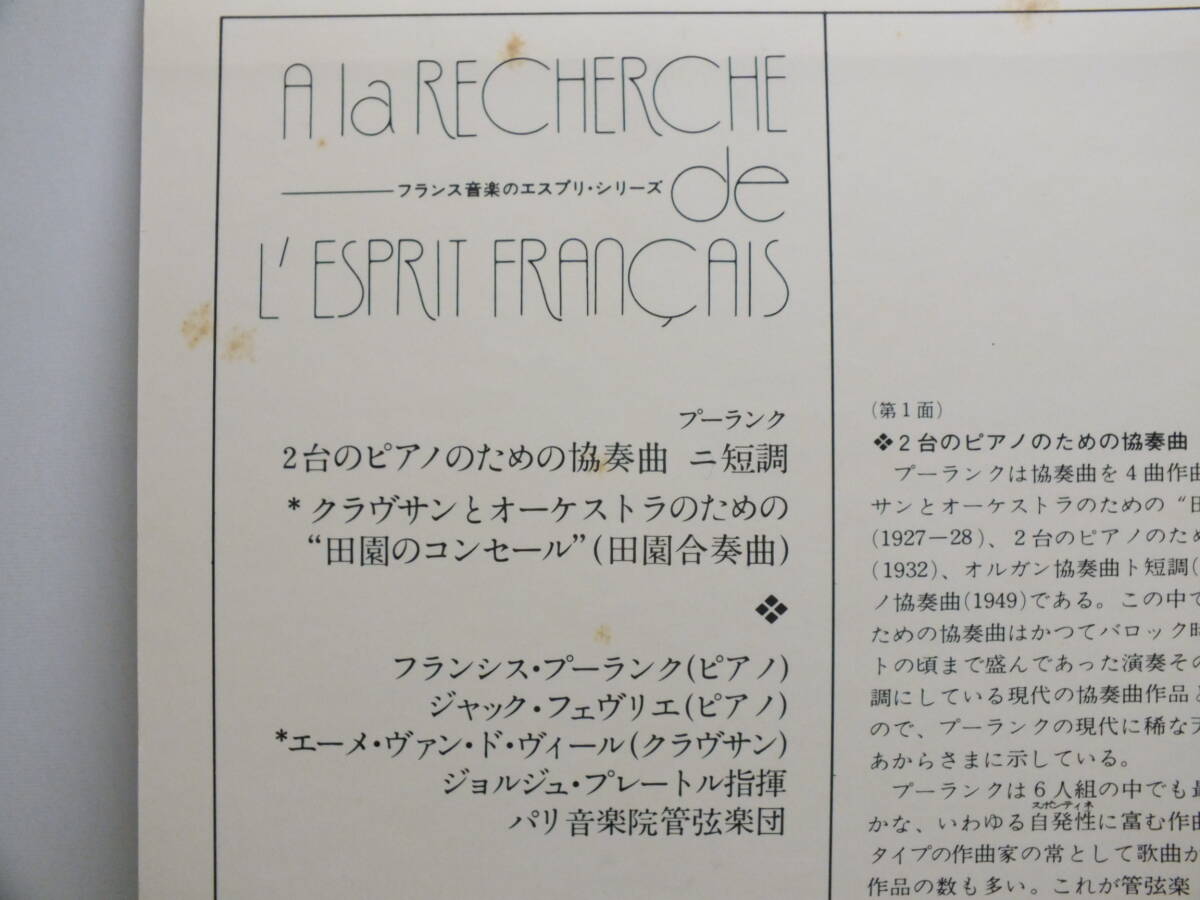 A la RECHERCHE
フランス音楽のエスプリ・シリーズ de
L'ESPRIT FRANÇAIS
プーランク
2台のピアノのための協奏曲 ニ短調
*クラヴサンとオーケストラのための
“田園のコンセール”(田園合奏曲)
❖
フランシス・プーランク(ピアノ)
ジャック・フェヴリエ(ピアノ)
*エーメ・ヴァン・ド・ヴィール(クラヴサン)
ジョルジュ・プレートル指揮
パリ音楽院管弦楽団
(第1面)
❖2台のピアノのための協奏曲
プーランクは協奏曲を4曲作曲
サンとオーケストラのための“田
(1927−28)、2台のピアノのため
(1932)、オルガン協奏曲ト短調(
ノ協奏曲(1949)である。この中で
ための協奏曲はかつてバロック時
トの頃まで盛んであった演奏その
調にしている現代の協奏曲作品と
ので、プーランクの現代に稀な天
あからさまに示している。
プーランクは6人組の中でも最
スポンティネ
かな、いわゆる自発性に富む作曲
タイプの作曲家の常として歌曲が
作品の数も多い。これが管弦楽